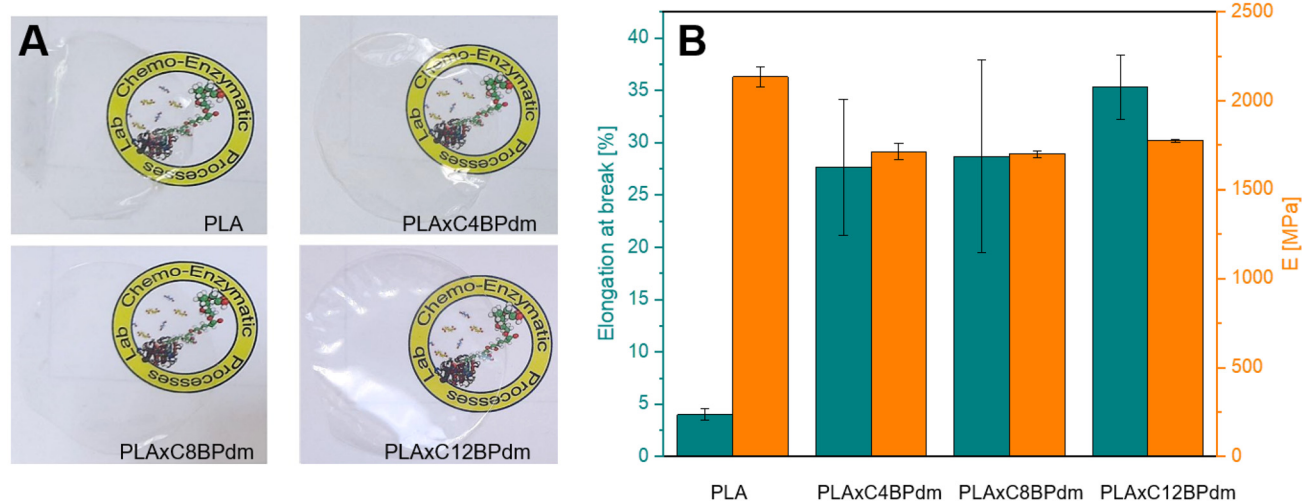 A
Chemo-Enzymatic
Processes
Lab
PLA
Chemo-Enzymatic
Processes
Lab
PLAxC4BPdm
Chemo-Enzymatic
Processes
Lab
PLAxC8BPdm
Chemo-Enzymatic
Processes
Lab
PLAxC12BPdm
B
Elongation at break [%]
40
35
30
25
20
15
10
5
0
2500
2000
1500
1000
500
0
E [MPa]
PLA
PLAxC4BPdm
PLAxC8BPdm
PLAxC12BPdm